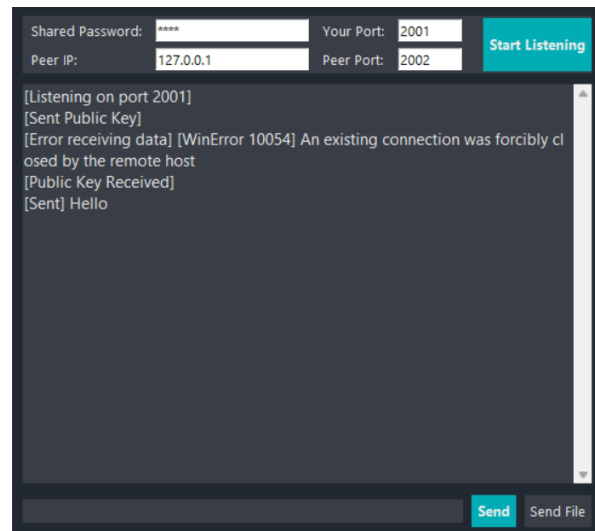 Shared Password: **** Your Port: 2001
Start Listening
Peer IP: 127.0.0.1 Peer Port: 2002
[Listening on port 2001]
[Sent Public Key]
[Error receiving data] [WinError 10054] An existing connection was forcibly cl
osed by the remote host
[Public Key Received]
[Sent] Hello
Send Send File